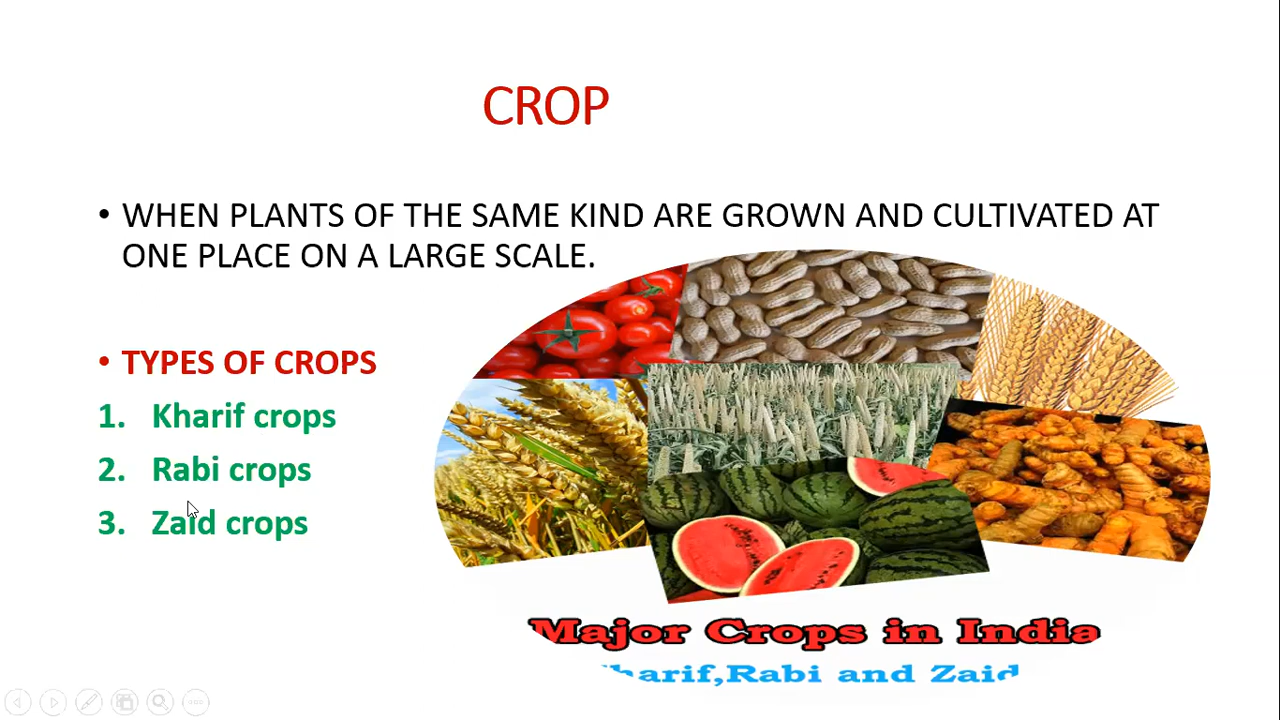 CROP
• WHEN PLANTS OF THE SAME KIND ARE GROWN AND CULTIVATED AT
ONE PLACE ON A LARGE SCALE.
• TYPES OF CROPS
1. Kharif crops
2. Rabi crops
3. Zaid crops
Major Crops in India
Kharif,Rabi and Zaid